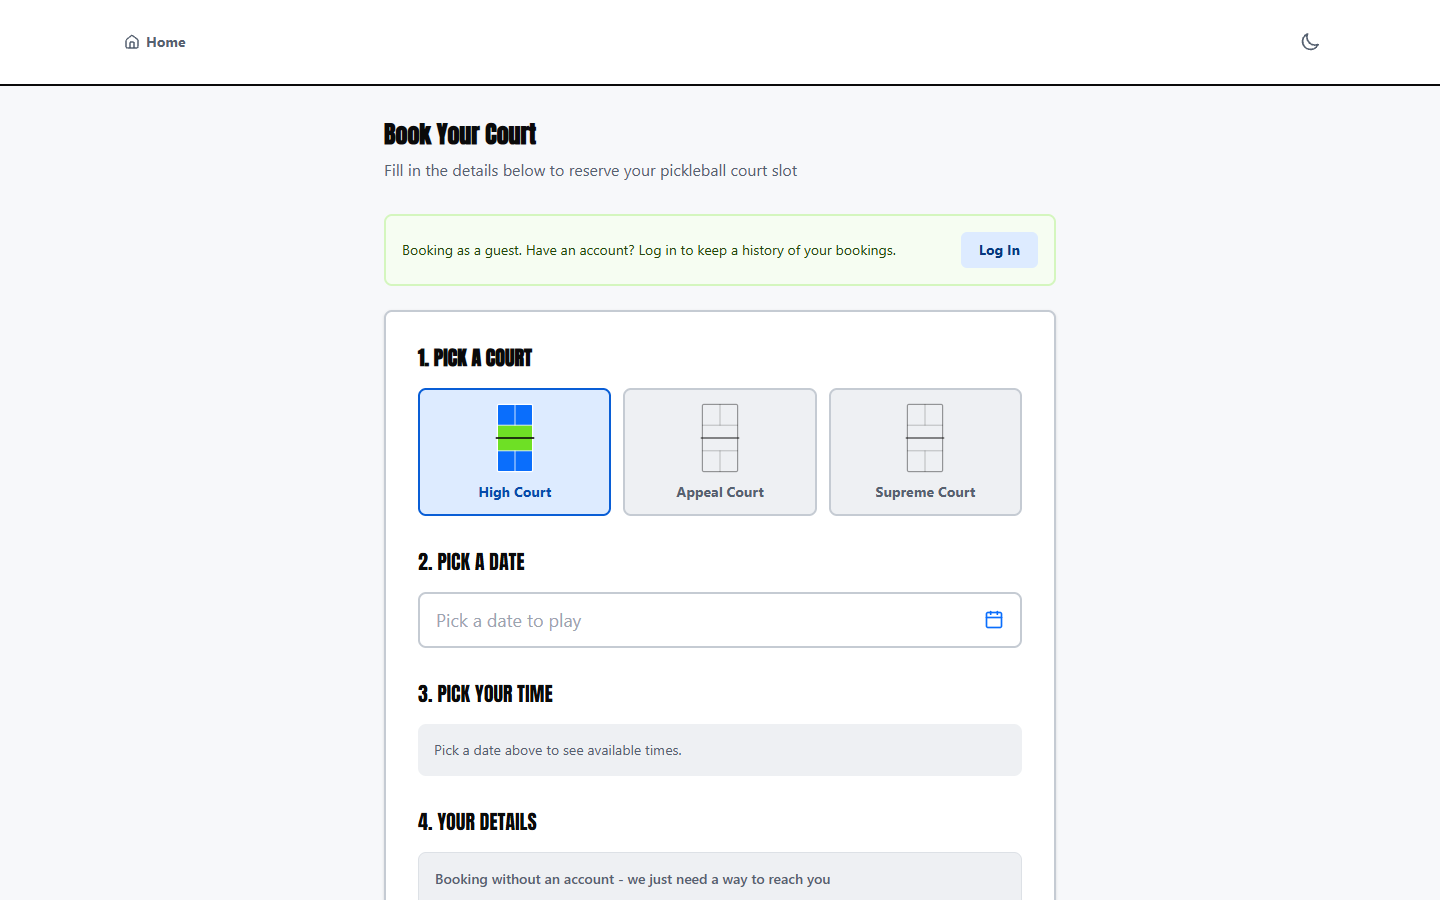 Home
Book Your Court
Fill in the details below to reserve your pickleball court slot
Booking as a guest. Have an account? Log in to keep a history of your bookings.
Log In
1. PICK A COURT
High Court
Appeal Court
Supreme Court
2. PICK A DATE
Pick a date to play
3. PICK YOUR TIME
Pick a date above to see available times.
4. YOUR DETAILS
Booking without an account - we just need a way to reach you